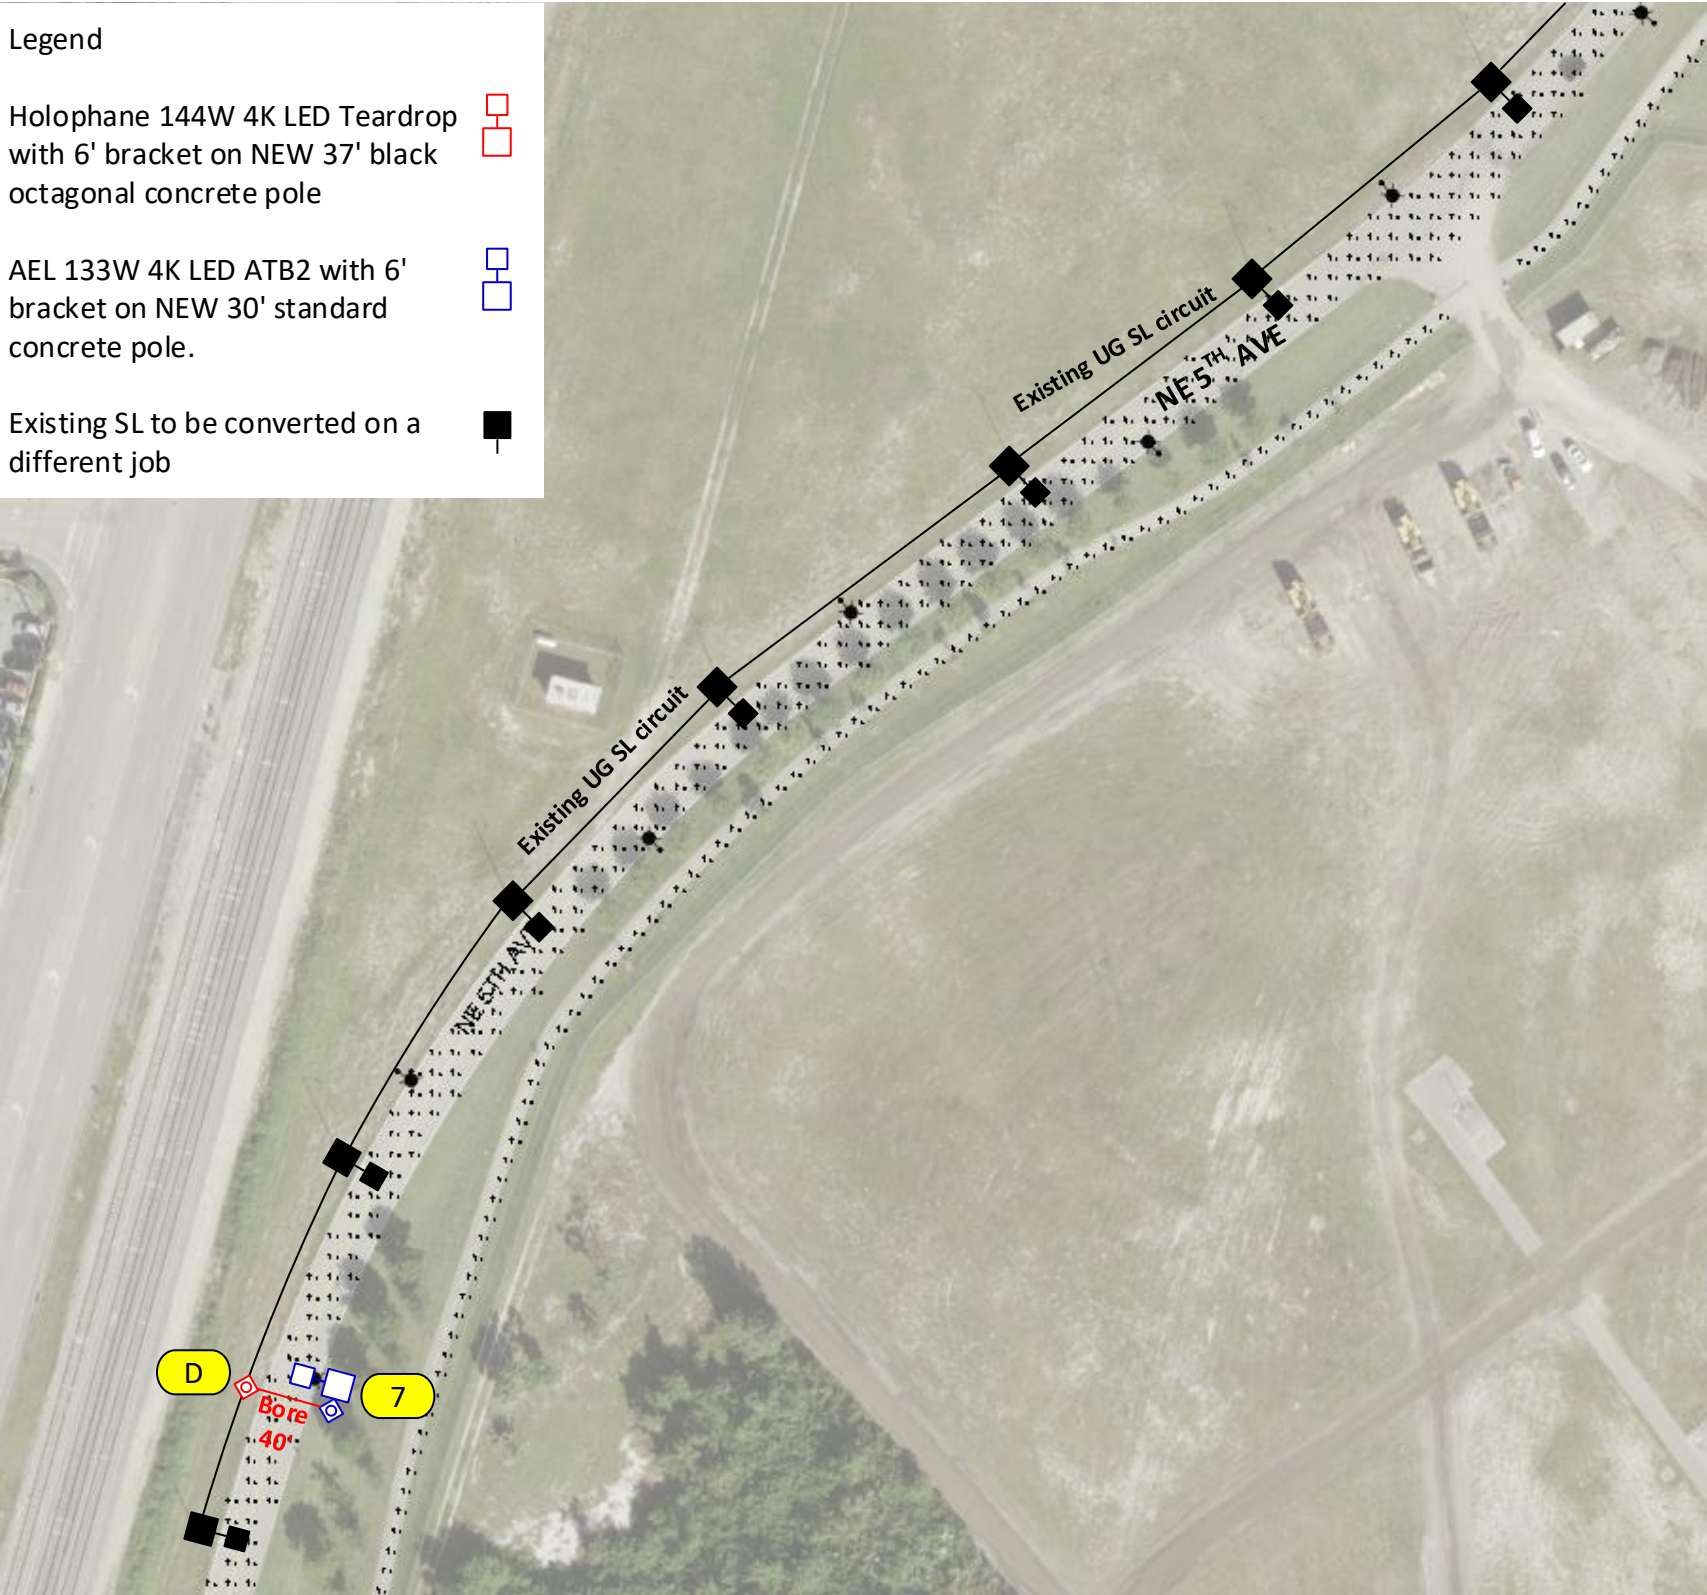 Legend
Holophane 144W 4K LED Teardrop
with 6' bracket on NEW 37' black
octagonal concrete pole
AEL 133W 4K LED ATB2 with 6'
bracket on NEW 30' standard
concrete pole.
Existing SL to be converted on a
different job
Existing UG SL circuit
NE 5TH AVE
Existing UG SL circuit
NE 5TH AV
D
7
Bore
40'